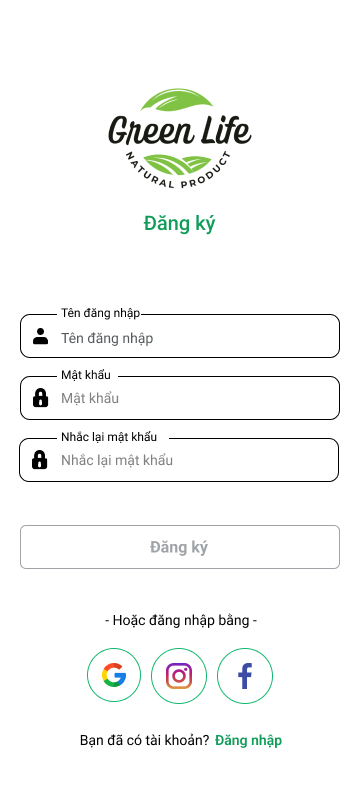 Green Life
NATURAL PRODUCT
Đăng ký
Tên đăng nhập
Tên đăng nhập
Mật khẩu
Mật khẩu
Nhắc lại mật khẩu
Nhắc lại mật khẩu
Đăng ký
- Hoặc đăng nhập bằng -
Bạn đã có tài khoản? Đăng nhập